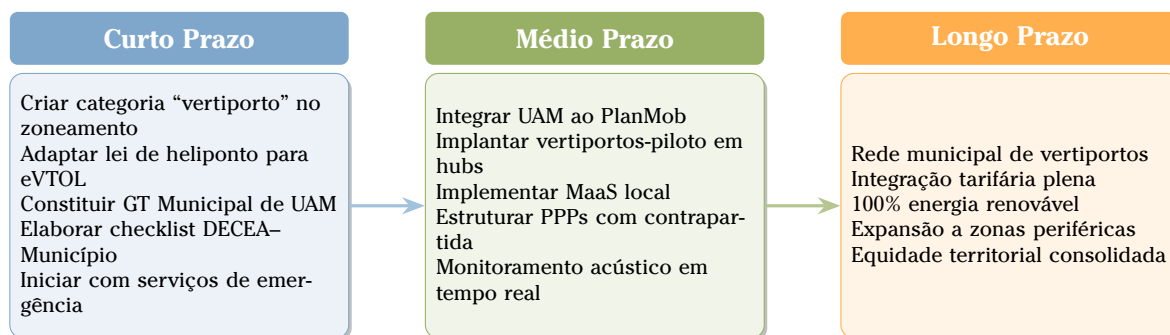 Curto Prazo
Criar categoria “vertiporto” no
zoneamento
Adaptar lei de heliponto para
eVTOL
Constituir GT Municipal de UAM
Elaborar checklist DECEA–
Município
Iniciar com serviços de emer-
gência
Médio Prazo
Integrar UAM ao PlanMob
Implantar vertiportos-piloto em
hubs
Implementar MaaS local
Estruturar PPPs com contrapar-
tida
Monitoramento acústico em
tempo real
Longo Prazo
Rede municipal de vertiportos
Integração tarifária plena
100% energia renovável
Expansão a zonas periféricas
Equidade territorial consolidada